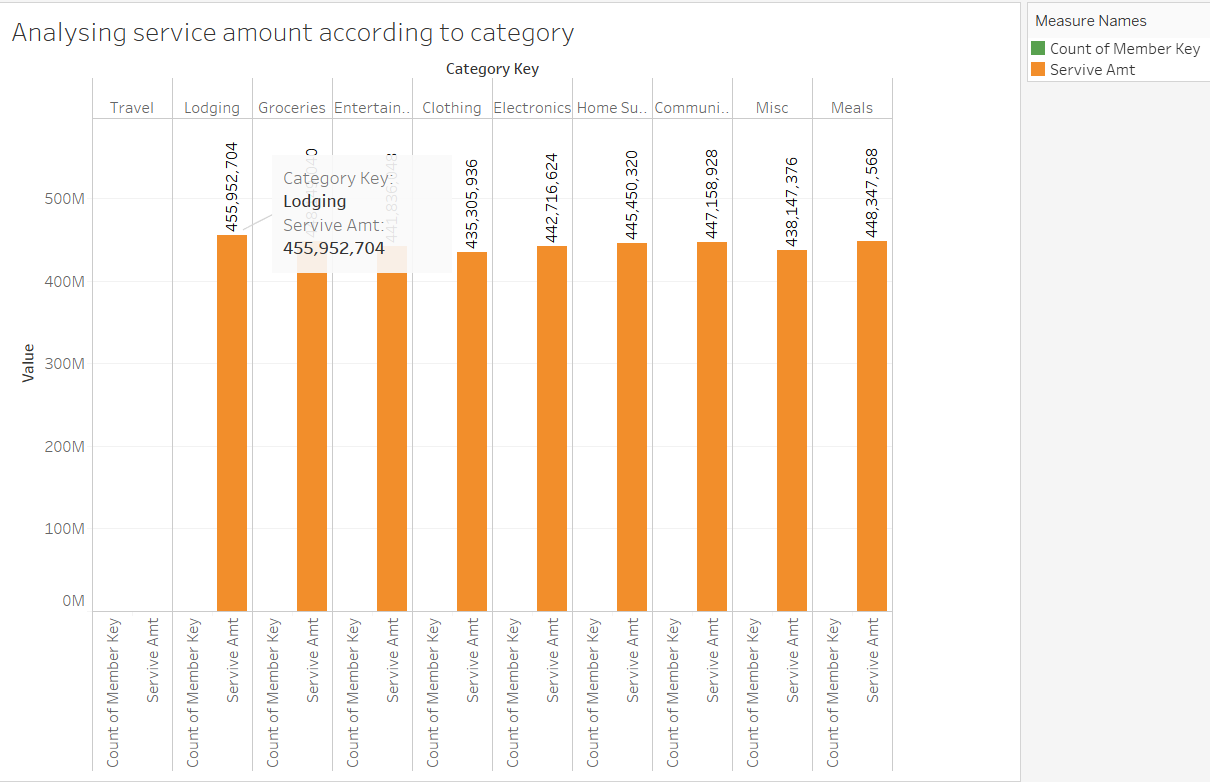 Analysing service amount according to category
Category Key
Travel
Lodging
Groceries
Entertain..
Clothing
Electronics
Home Su..
Communi..
Misc
Meals
Value
500M
400M
300M
200M
100M
0M
455,952,704
435,305,936
442,716,624
445,450,320
447,158,928
438,147,376
448,347,568
Category Key:
Lodging
Servive Amt:
455,952,704
Count of Member Key
Servive Amt
Count of Member Key
Servive Amt
Count of Member Key
Servive Amt
Count of Member Key
Servive Amt
Count of Member Key
Servive Amt
Count of Member Key
Servive Amt
Count of Member Key
Servive Amt
Count of Member Key
Servive Amt
Count of Member Key
Servive Amt
Count of Member Key
Servive Amt
Measure Names
Count of Member Key
Servive Amt